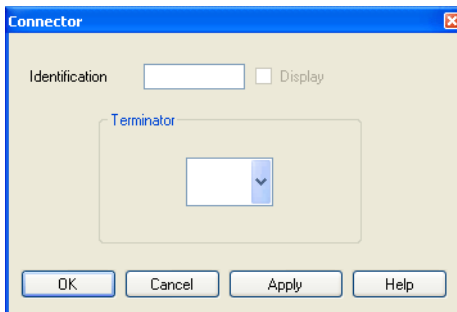 Connector
Identification Display
Terminator
OK Cancel Apply Help